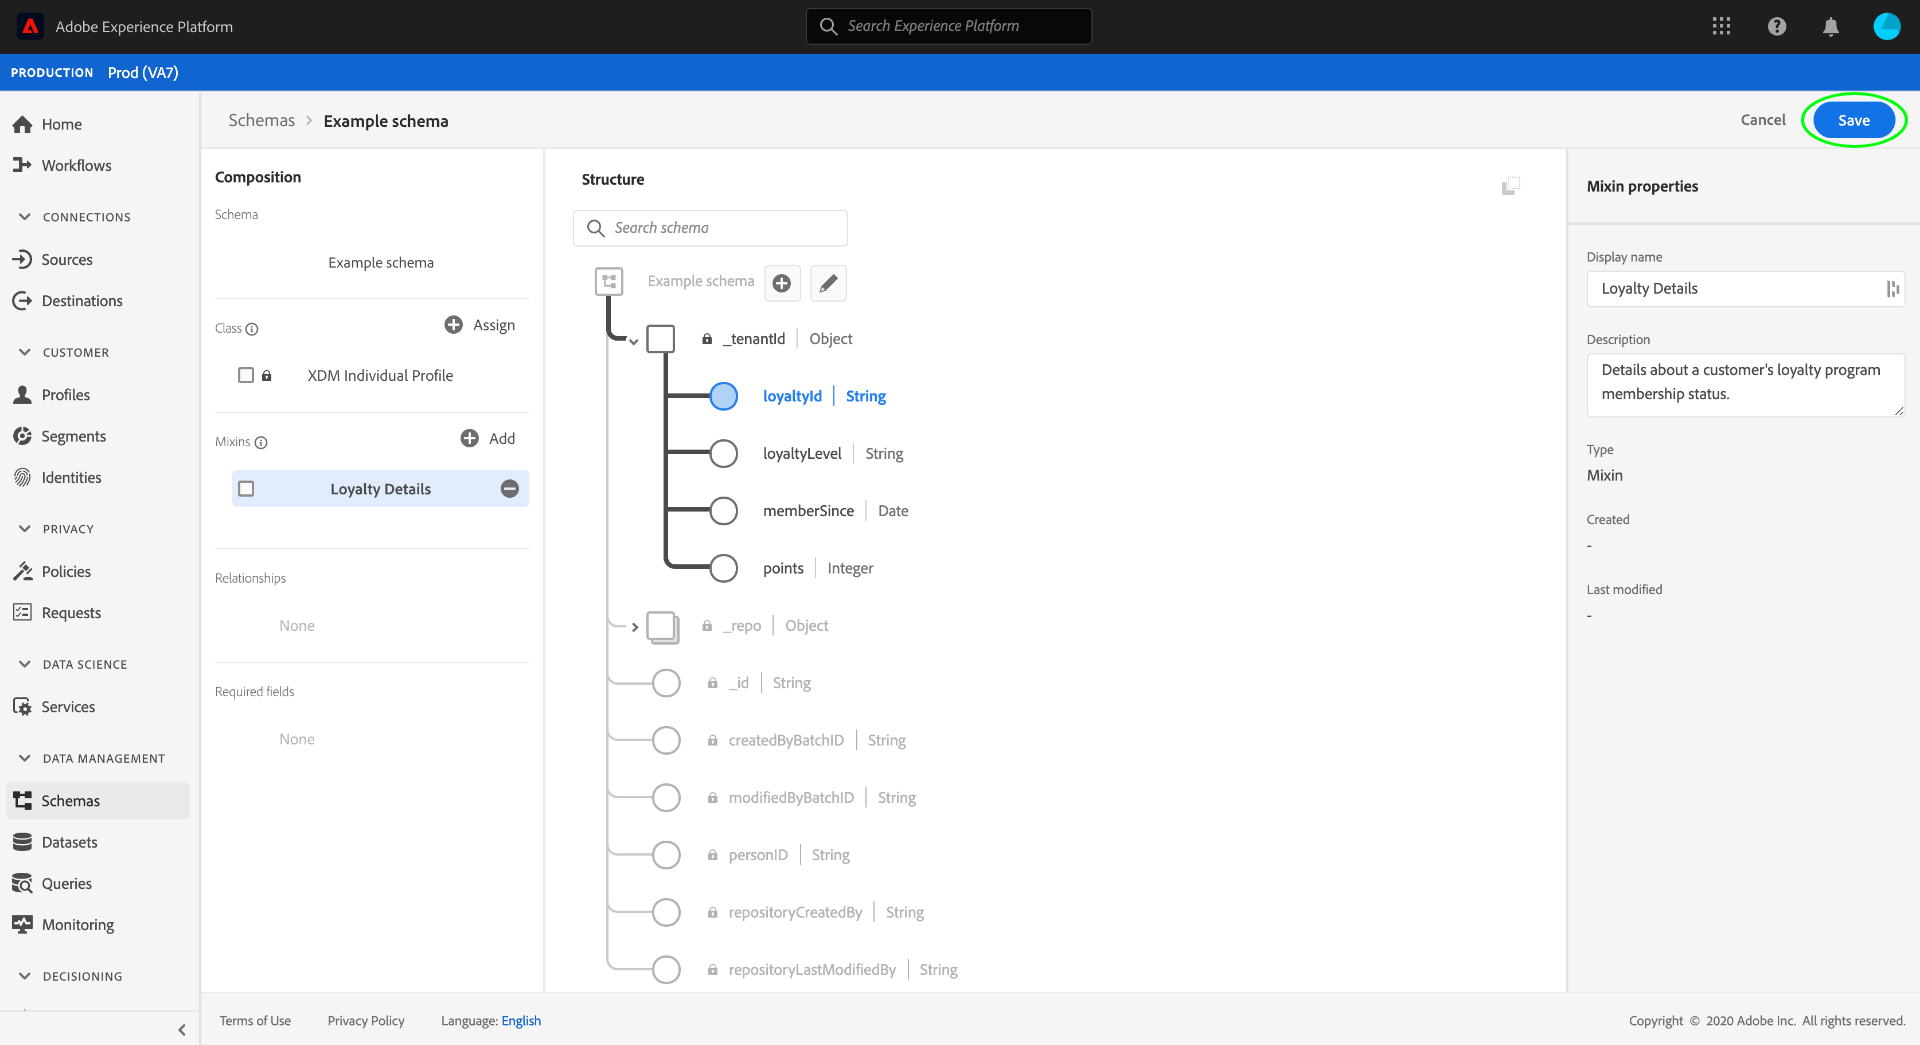 Adobe Experience Platform
Search Experience Platform
PRODUCTION Prod (VA7)
Home
Workflows
CONNECTIONS
Sources
Destinations
CUSTOMER
Profiles
Segments
Identities
PRIVACY
Policies
Requests
DATA SCIENCE
Services
DATA MANAGEMENT
Schemas
Datasets
Queries
Monitoring
DECISIONING
Schemas > Example schema
Cancel
Save
Composition
Schema
Example schema
Class
Assign
XDM Individual Profile
Mixins
Add
Loyalty Details
Relationships
None
Required fields
None
Structure
Search schema
Example schema
_tenantId | Object
loyaltyId | String
loyaltyLevel | String
memberSince | Date
points | Integer
_repo | Object
_id | String
createdByBatchID | String
modifiedByBatchID | String
personID | String
repositoryCreatedBy | String
repositoryLastModifiedBy | String
Mixin properties
Display name
Loyalty Details
Description
Details about a customer's loyalty program
membership status.
Type
Mixin
Created
-
Last modified
-
Terms of Use
Privacy Policy
Language: English
Copyright © 2020 Adobe Inc. All rights reserved.